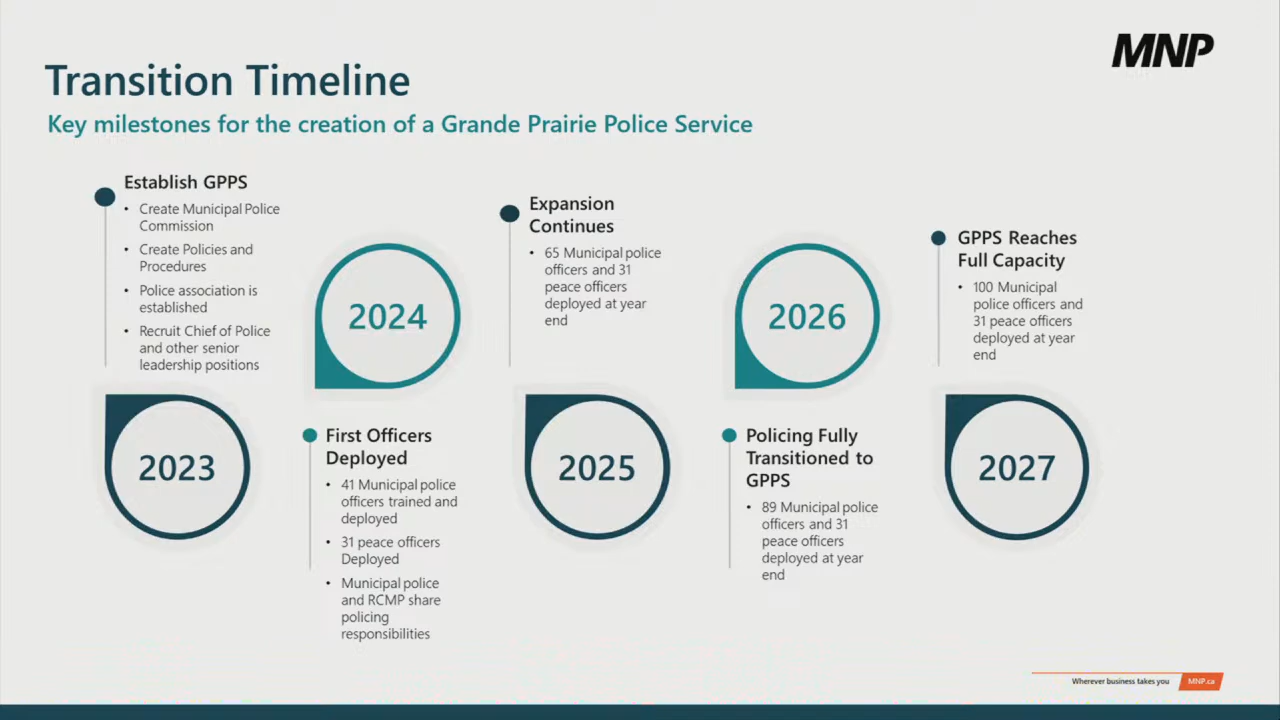 MNP
Transition Timeline
Key milestones for the creation of a Grande Prairie Police Service
Establish GPPS
• Create Municipal Police
Commission
• Create Policies and
Procedures
• Police association is
established
• Recruit Chief of Police
and other senior
leadership positions
2023
2024
First Officers
Deployed
• 41 Municipal police
officers trained and
deployed
• 31 peace officers
Deployed
• Municipal police
and RCMP share
policing
responsibilities
Expansion
Continues
• 65 Municipal police
officers and 31
peace officers
deployed at year
end
2025
2026
Policing Fully
Transitioned to
GPPS
• 89 Municipal police
officers and 31
peace officers
deployed at year
end
GPPS Reaches
Full Capacity
• 100 Municipal
police officers and
31 peace officers
deployed at year
end
2027
Wherever business takes you
MNP.ca